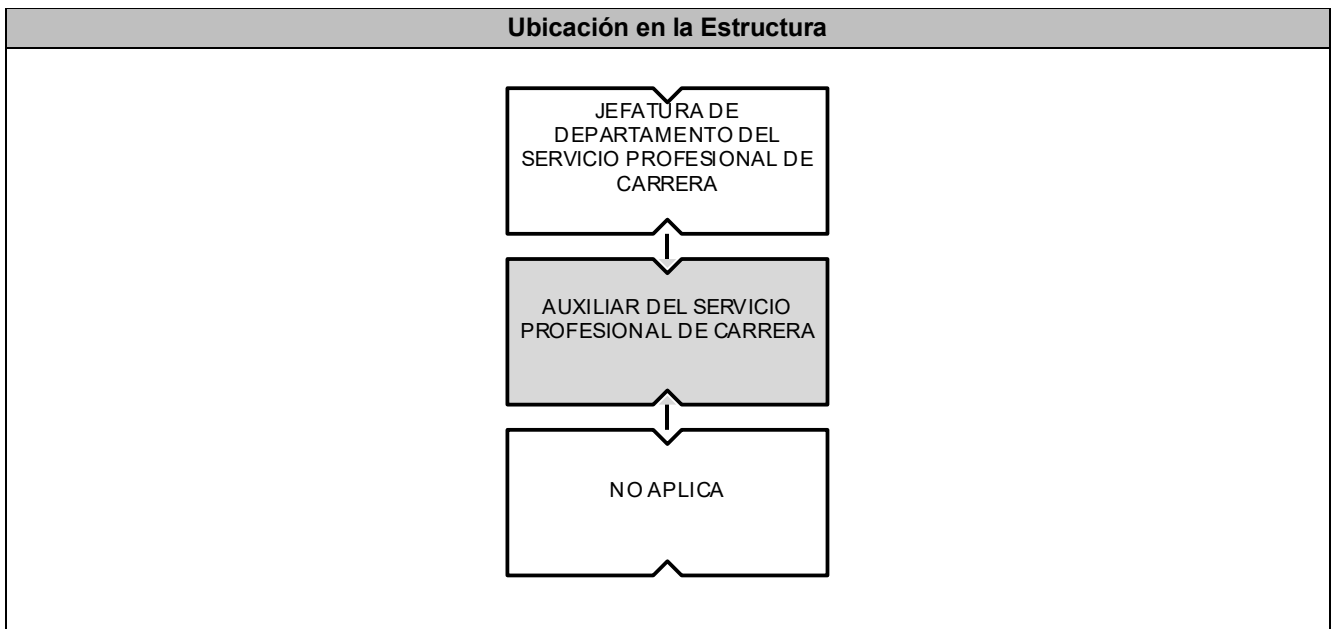 Ubicación en la Estructura
JEFATURA DE
DEPARTAMENTO DEL
SERVICIO PROFESIONAL DE
CARRERA
AUXILIAR DEL SERVICIO
PROFESIONAL DE CARRERA
NO APLICA